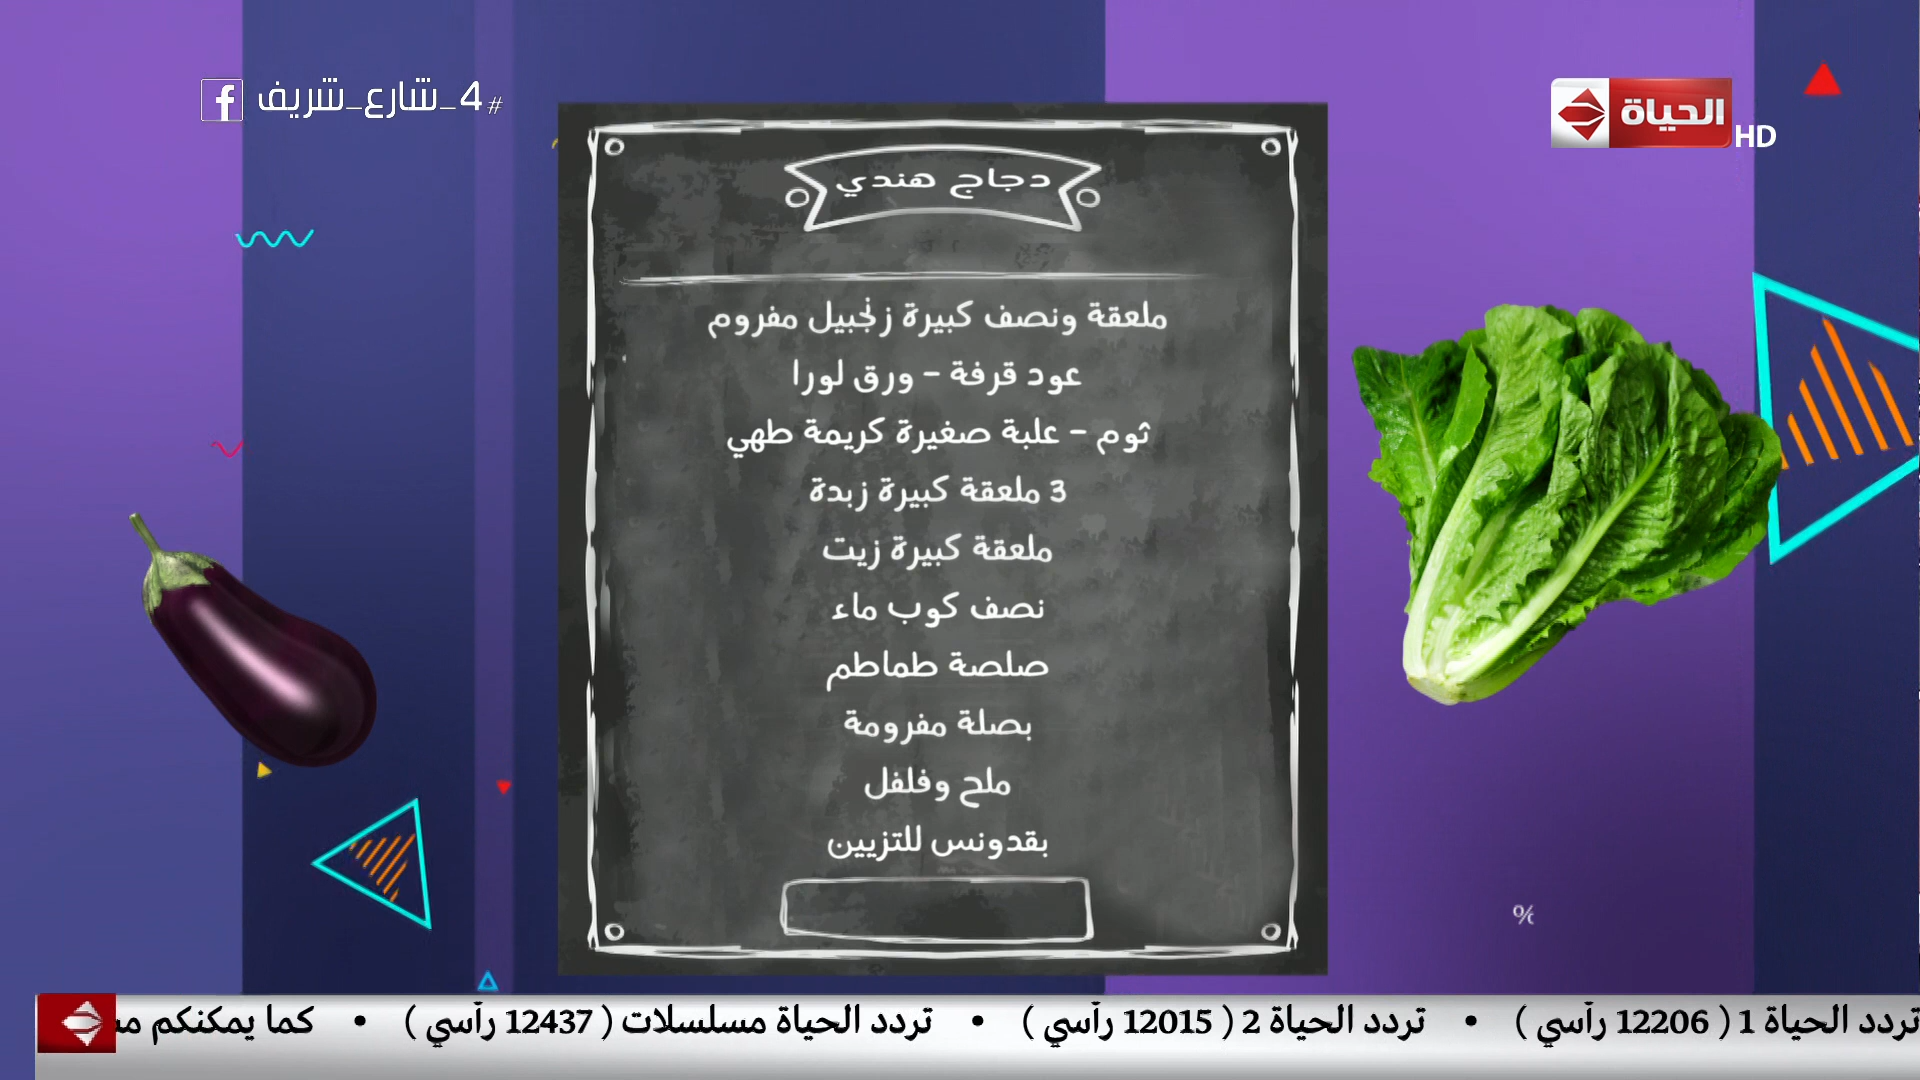 #4_شارع_شريف
الحياة
HD
دجاج هندي
ملعقة ونصف كبيرة زنجبيل مفروم
عود قرفة - ورق لورا
ثوم - علبة صغيرة كريمة طهي
3 ملعقة كبيرة زبدة
ملعقة كبيرة زيت
نصف كوب ماء
صلصة طماطم
بصلة مفرومة
ملح وفلفل
بقدونس للتزيين
%
تردد الحياة 1 ( 12206 رأسي ) • تردد الحياة 2 ( 12015 رأسي ) • تردد الحياة مسلسلات ( 12437 رأسي ) • كما يمكنكم